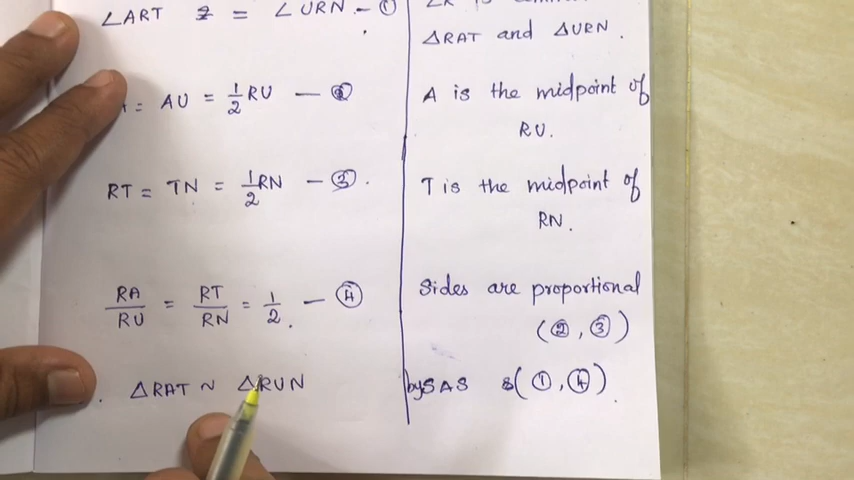 ∠ART = ∠URN - ①
ΔRAT and ΔURN.
= AU = 1/2 RU — ②
A is the midpoint of
RU.
RT = TN = 1/2 RN - ③.
T is the midpoint of
RN.
RA/RU = RT/RN = 1/2. — ④
Sides are proportional
(②, ③)
ΔRAT ~ ΔRUN
by SAS (①, ④).